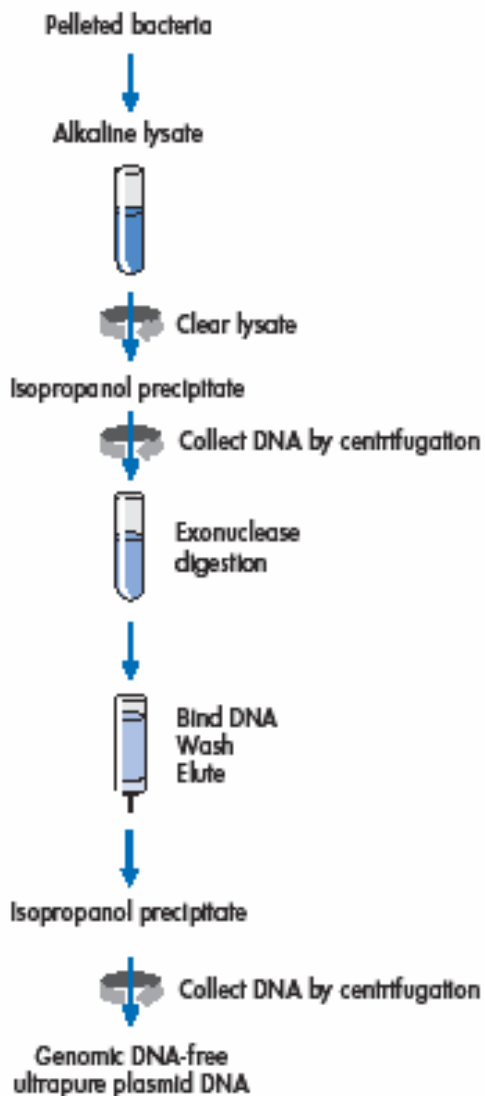 Pelleted bacteria
Alkaline lysate
Clear lysate
Isopropanol precipitate
Collect DNA by centrifugation
Exonuclease
digestion
Bind DNA
Wash
Elute
Isopropanol precipitate
Collect DNA by centrifugation
Genomic DNA-free
ultrapure plasmid DNA